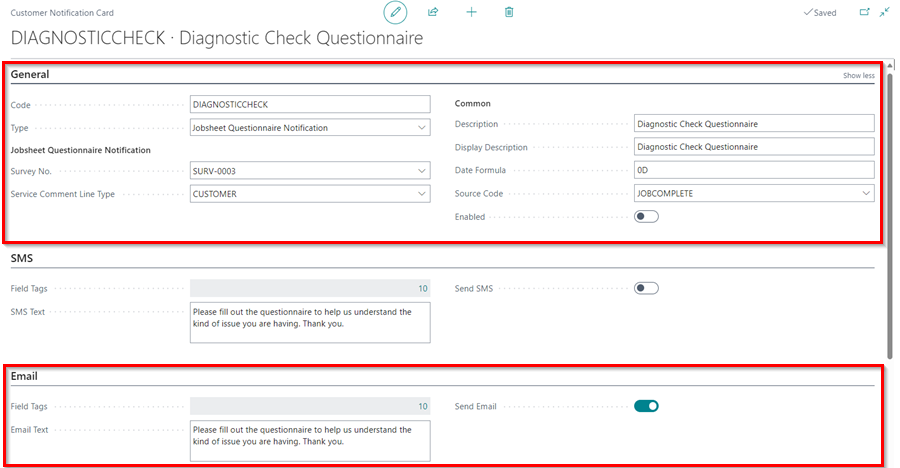 Customer Notification Card
Saved
DIAGNOSTICCHECK · Diagnostic Check Questionnaire
General
Show less
Code
DIAGNOSTICCHECK
Type
Jobsheet Questionnaire Notification
Jobsheet Questionnaire Notification
Survey No.
SURV-0003
Service Comment Line Type
CUSTOMER
Common
Description
Diagnostic Check Questionnaire
Display Description
Diagnostic Check Questionnaire
Date Formula
0D
Source Code
JOBCOMPLETE
Enabled
SMS
Field Tags
10
SMS Text
Please fill out the questionnaire to help us understand the
kind of issue you are having. Thank you.
Send SMS
Email
Field Tags
10
Email Text
Please fill out the questionnaire to help us understand the
kind of issue you are having. Thank you.
Send Email